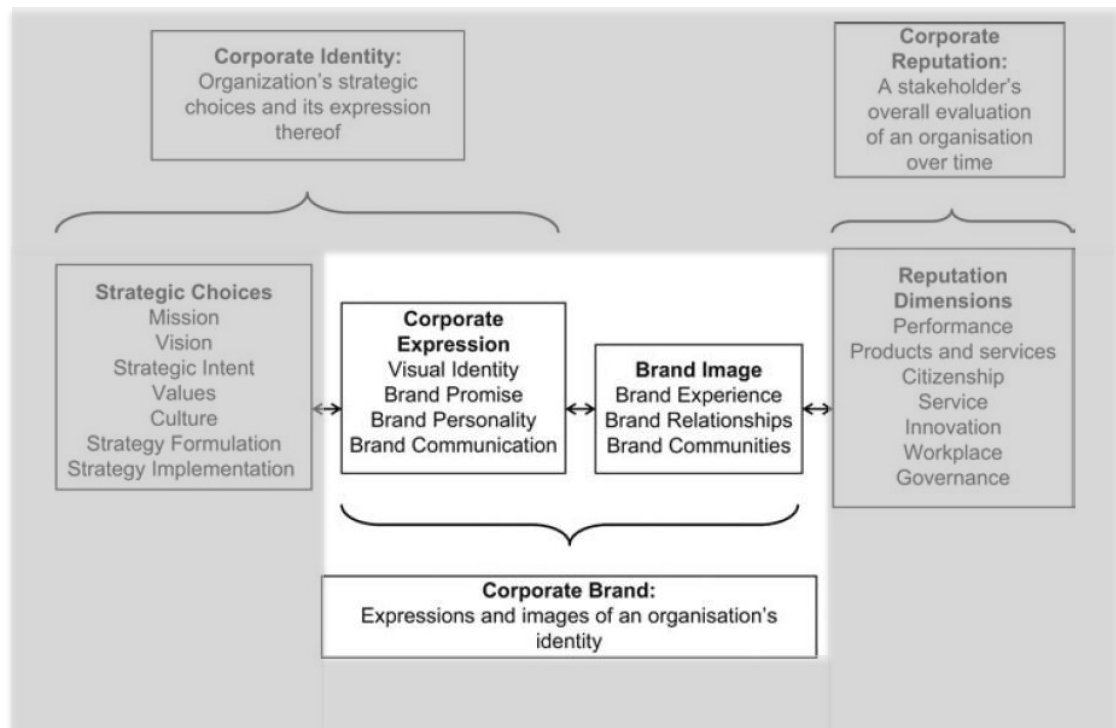 Corporate Identity:
Organization's strategic
choices and its expression
thereof
Corporate
Reputation:
A stakeholder's
overall evaluation
of an organisation
over time
Strategic Choices
Mission
Vision
Strategic Intent
Values
Culture
Strategy Formulation
Strategy Implementation
Corporate
Expression
Visual Identity
Brand Promise
Brand Personality
Brand Communication
Brand Image
Brand Experience
Brand Relationships
Brand Communities
Reputation
Dimensions
Performance
Products and services
Citizenship
Service
Innovation
Workplace
Governance
Corporate Brand:
Expressions and images of an organisation's
identity